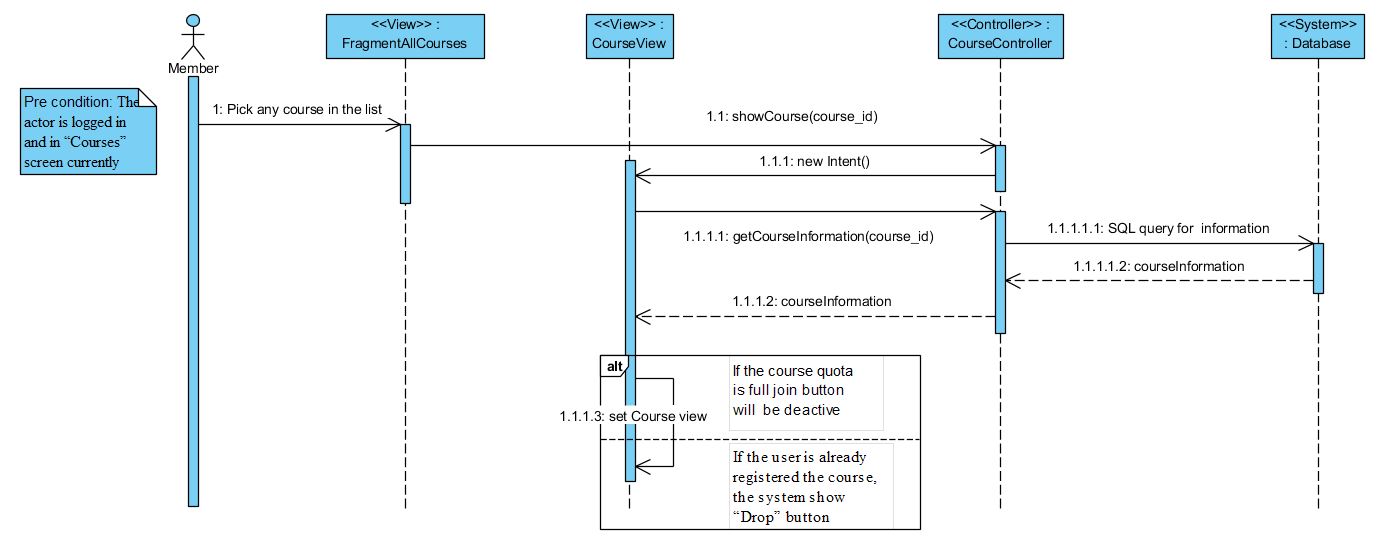 <<View>> :
FragmentAllCourses
<<View>> :
CourseView
<<Controller>> :
CourseController
<<System>>
: Database
Member
Pre condition: The
actor is logged in
and in “Courses”
screen currently
1: Pick any course in the list
1.1: showCourse(course_id)
1.1.1: new Intent()
1.1.1.1: getCourseInformation(course_id)
1.1.1.1.1: SQL query for information
1.1.1.1.2: courseInformation
1.1.1.2: courseInformation
alt
If the course quota
is full join button
will be deactive
1.1.1.3: set Course view
If the user is already
registered the course,
the system show
“Drop” button